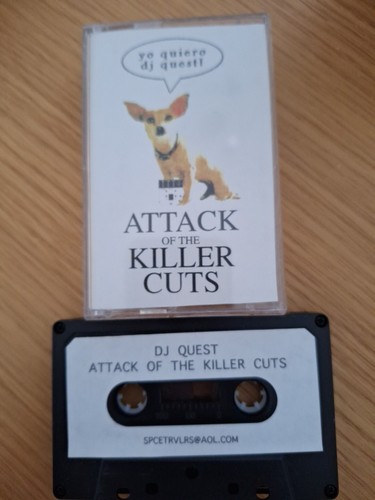 yo quiero
dj quest!
ATTACK
OF THE
KILLER
CUTS
DJ QUEST
ATTACK OF THE KILLER CUTS
SPCETRVLRS@AOL.COM